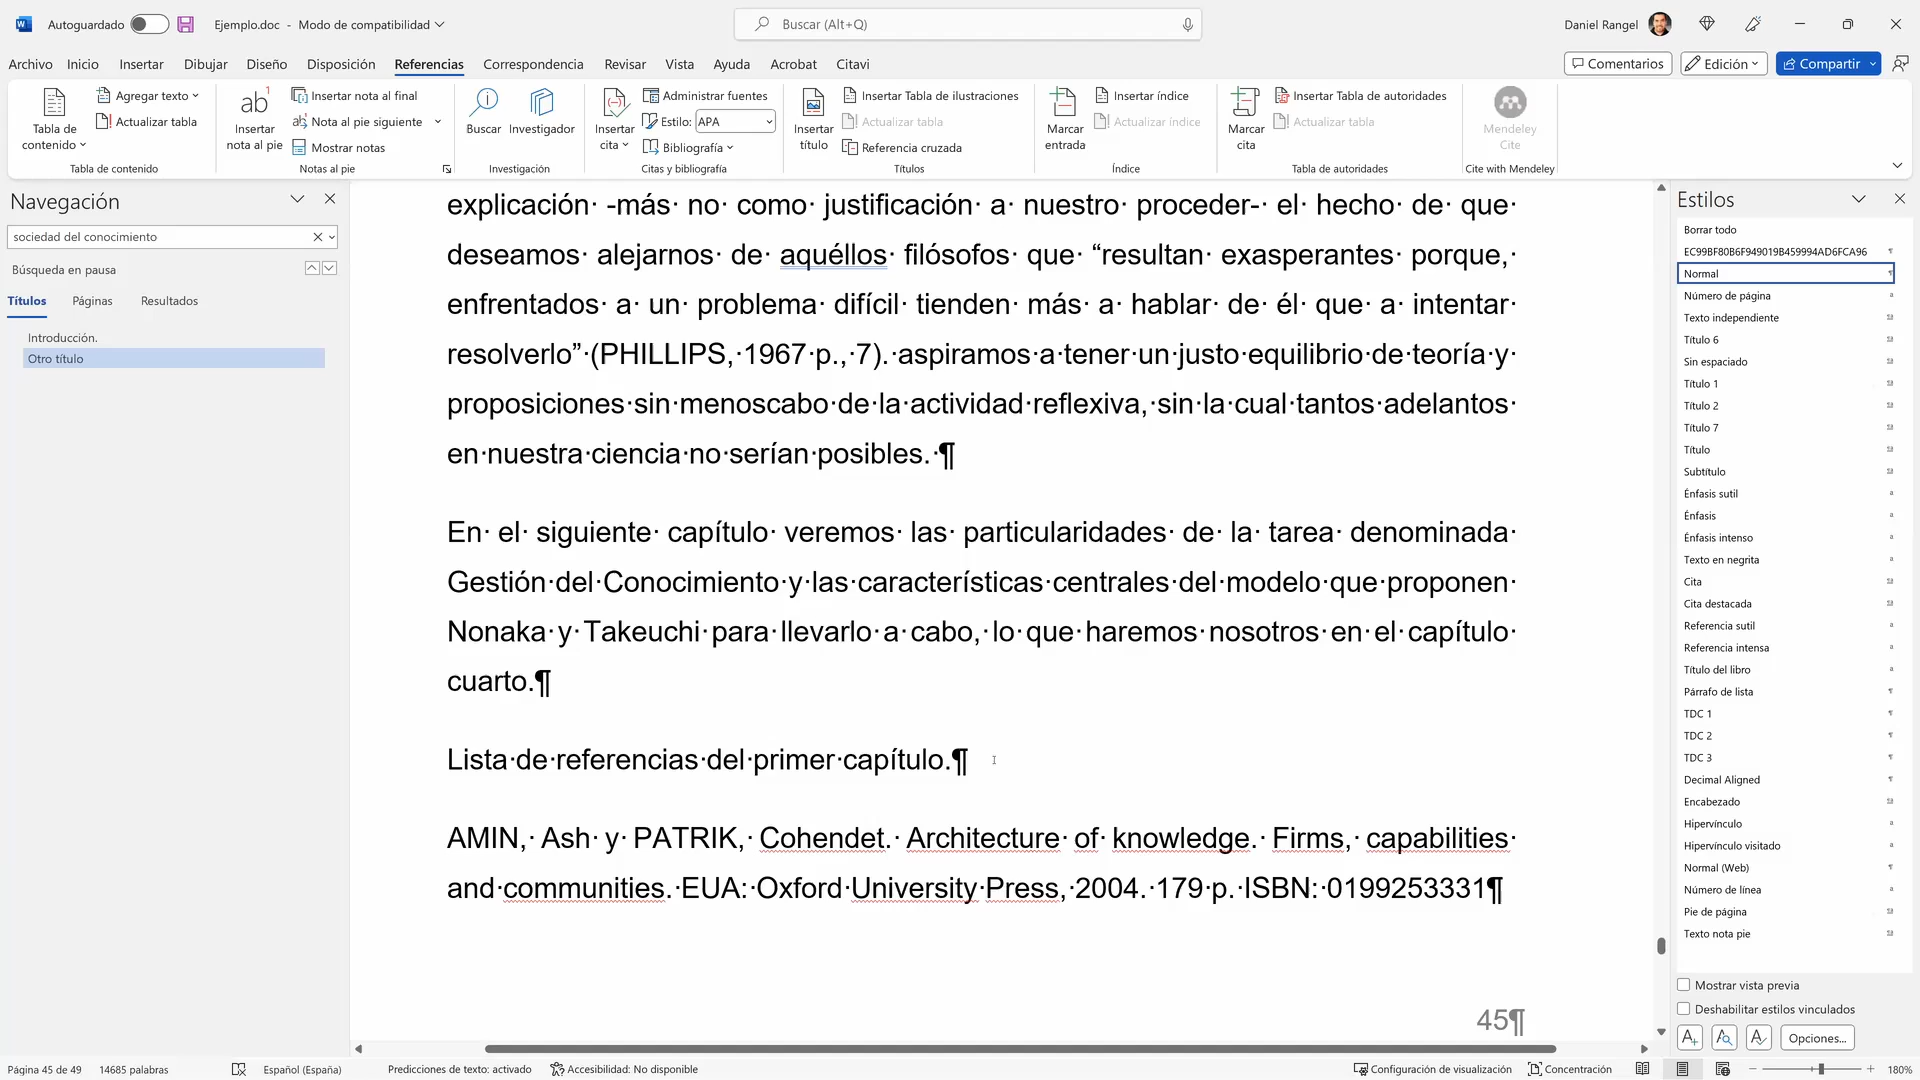 Autoguardado
Ejemplo.doc - Modo de compatibilidad
Buscar (Alt+Q)
Daniel Rangel
Archivo Inicio Insertar Dibujar Diseño Disposición Referencias Correspondencia Revisar Vista Ayuda Acrobat Citavi
Comentarios Edición Compartir
Tabla de contenido
Agregar texto
Actualizar tabla
Tabla de contenido
ab
Insertar nota al pie
Insertar nota al final
Nota al pie siguiente
Mostrar notas
Notas al pie
Buscar
Investigador
Investigación
Insertar cita
Administrar fuentes
Estilo: APA
Bibliografía
Citas y bibliografía
Insertar título
Insertar Tabla de ilustraciones
Actualizar tabla
Referencia cruzada
Títulos
Marcar entrada
Insertar índice
Actualizar índice
Índice
Marcar cita
Insertar Tabla de autoridades
Actualizar tabla
Tabla de autoridades
Mendeley Cite
Cite with Mendeley
Navegación
sociedad del conocimiento
Búsqueda en pausa
Títulos Páginas Resultados
Introducción.
Otro título
explicación· -más· no· como· justificación· a· nuestro· proceder-· el· hecho· de· que·
deseamos· alejarnos· de· aquéllos· filósofos· que· “resultan· exasperantes· porque,·
enfrentados· a· un· problema· difícil· tienden· más· a· hablar· de· él· que· a· intentar·
resolverlo”·(PHILLIPS,·1967·p.,·7).·aspiramos·a·tener·un·justo·equilibrio·de·teoría·y·
proposiciones·sin·menoscabo·de·la·actividad·reflexiva,·sin·la·cual·tantos·adelantos·
en·nuestra·ciencia·no·serían·posibles.·¶
En· el· siguiente· capítulo· veremos· las· particularidades· de· la· tarea· denominada·
Gestión·del·Conocimiento·y·las·características·centrales·del·modelo·que·proponen·
Nonaka·y·Takeuchi·para·llevarlo·a·cabo,·lo·que·haremos·nosotros·en·el·capítulo·
cuarto.¶
Lista·de·referencias·del·primer·capítulo.¶
AMIN,· Ash· y· PATRIK,· Cohendet.· Architecture· of· knowledge.· Firms,· capabilities·
and·communities.·EUA:·Oxford·University·Press,·2004.·179·p.·ISBN:·0199253331¶
45¶
Estilos
Borrar todo
EC99BF80B6F949019B459994AD6FCA96 ¶
Normal ¶
Número de página a
Texto independiente
Título 6
Sin espaciado
Título 1
Título 2
Título 7
Título
Subtítulo
Énfasis sutil a
Énfasis a
Énfasis intenso a
Texto en negrita a
Cita
Cita destacada
Referencia sutil a
Referencia intensa a
Título del libro a
Párrafo de lista ¶
TDC 1 ¶
TDC 2 ¶
TDC 3 ¶
Decimal Aligned ¶
Encabezado
Hipervínculo a
Hipervínculo visitado a
Normal (Web) ¶
Número de línea a
Pie de página
Texto nota pie
Mostrar vista previa
Deshabilitar estilos vinculados
Opciones...
Página 45 de 49 14685 palabras Español (España) Predicciones de texto: activado Accesibilidad: No disponible Configuración de visualización Concentración 180%